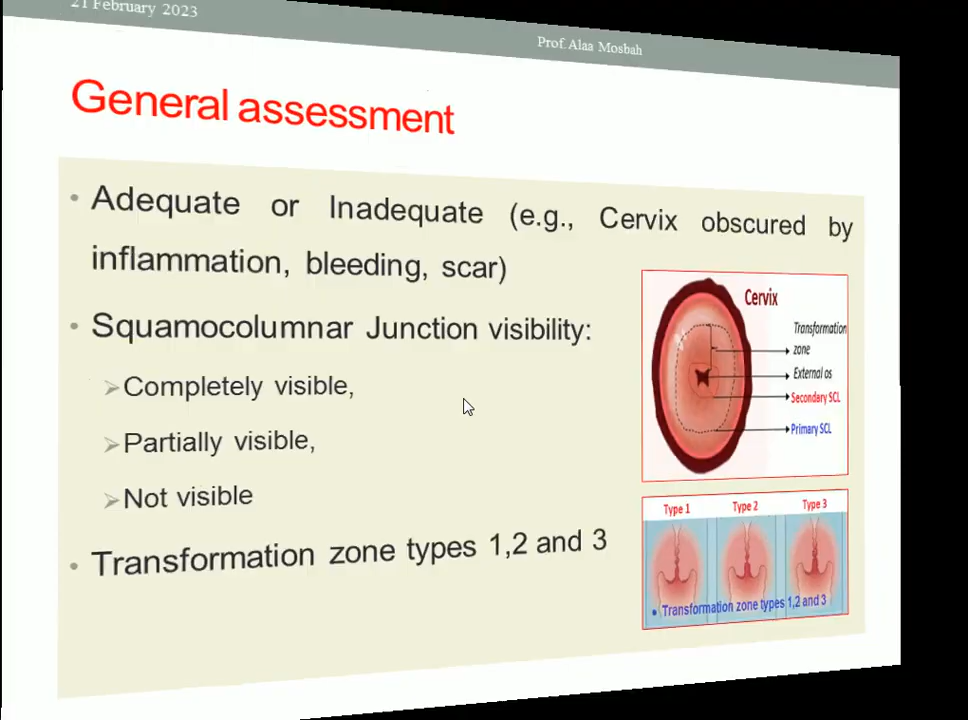 21 February 2023
Prof. Alaa Mosbah
General assessment
• Adequate or Inadequate (e.g., Cervix obscured by
inflammation, bleeding, scar)
• Squamocolumnar Junction visibility:
Completely visible,
Partially visible,
Not visible
• Transformation zone types 1,2 and 3
Cervix
Transformation
zone
External os
Secondary SCL
Primary SCL
Type 1 Type 2 Type 3
• Transformation zone types 1,2 and 3